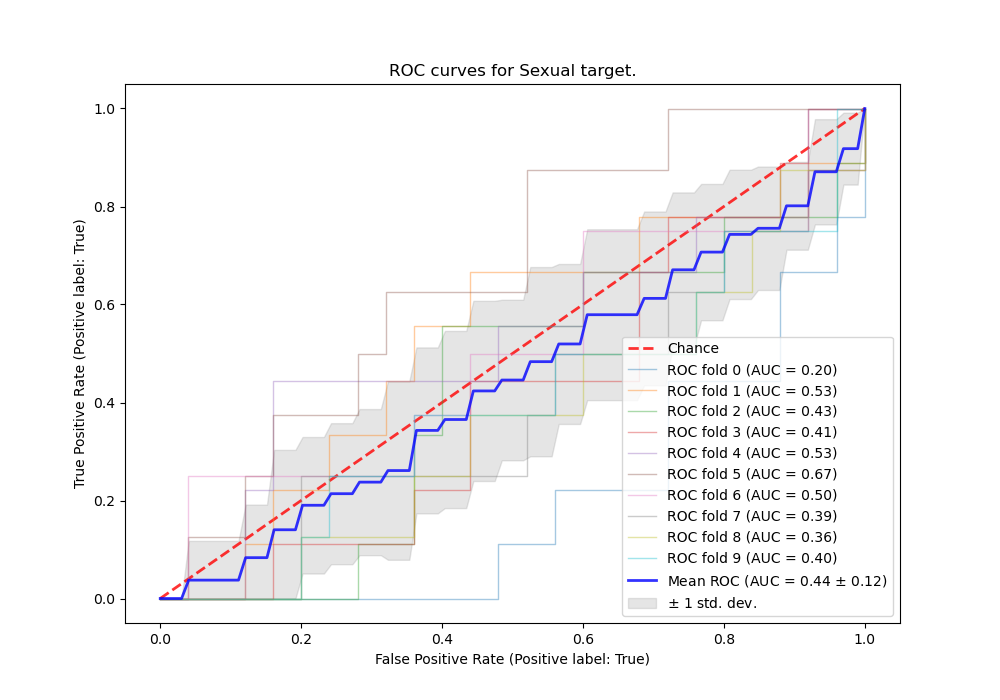 ROC curves for Sexual target.
True Positive Rate (Positive label: True)
1.0
0.8
0.6
0.4
0.2
0.0
Chance
ROC fold 0 (AUC = 0.20)
ROC fold 1 (AUC = 0.53)
ROC fold 2 (AUC = 0.43)
ROC fold 3 (AUC = 0.41)
ROC fold 4 (AUC = 0.53)
ROC fold 5 (AUC = 0.67)
ROC fold 6 (AUC = 0.50)
ROC fold 7 (AUC = 0.39)
ROC fold 8 (AUC = 0.36)
ROC fold 9 (AUC = 0.40)
Mean ROC (AUC = 0.44 ± 0.12)
± 1 std. dev.
0.0 0.2 0.4 0.6 0.8 1.0
False Positive Rate (Positive label: True)